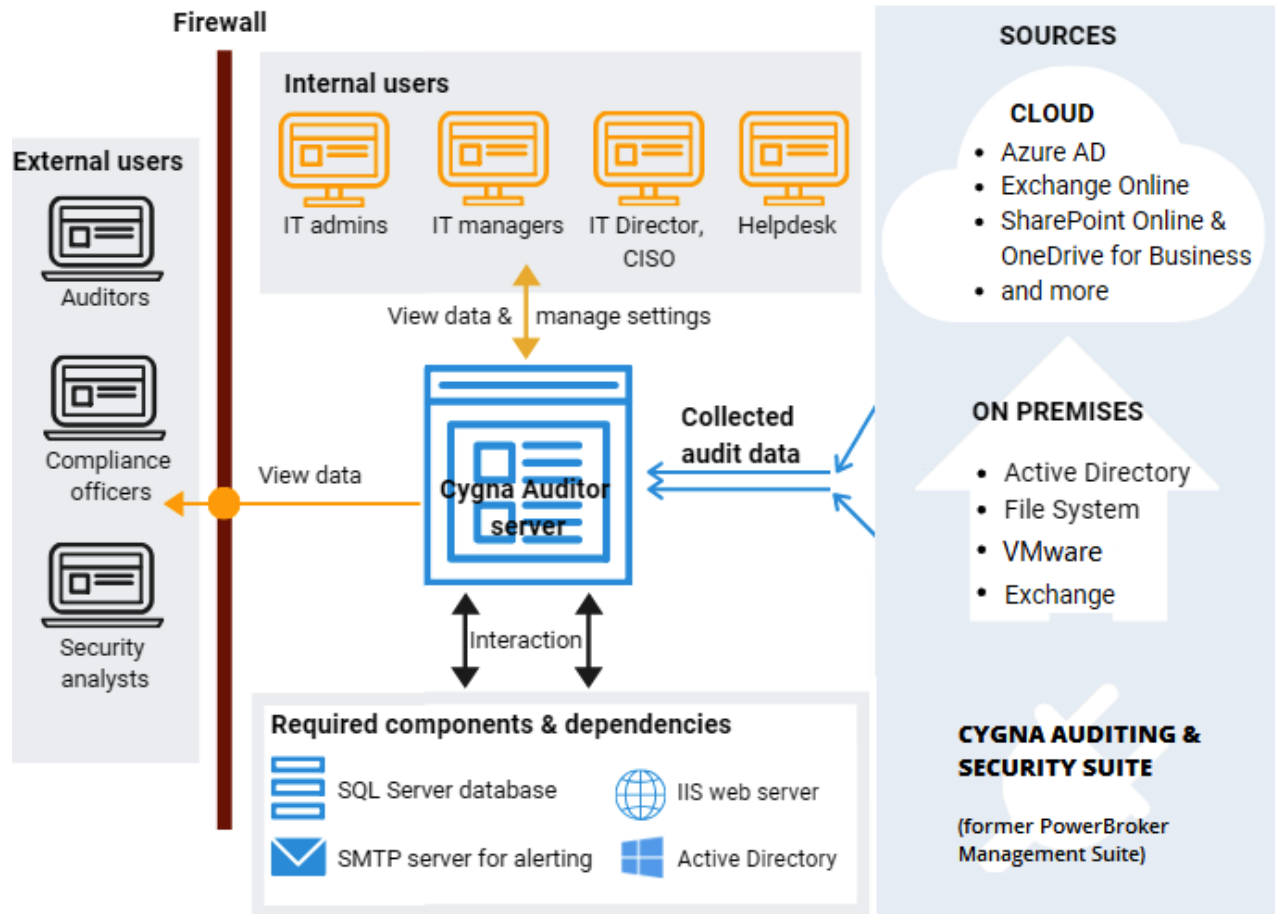 Firewall
External users
Auditors
Compliance
officers
Security
analysts
Internal users
IT admins
IT managers
IT Director,
CISO
Helpdesk
View data & manage settings
View data
Cygna Auditor
server
Collected
audit data
Interaction
Required components & dependencies
SQL Server database
IIS web server
SMTP server for alerting
Active Directory
SOURCES
CLOUD
• Azure AD
• Exchange Online
• SharePoint Online &
OneDrive for Business
• and more
ON PREMISES
• Active Directory
• File System
• VMware
• Exchange
CYGNA AUDITING &
SECURITY SUITE
(former PowerBroker
Management Suite)